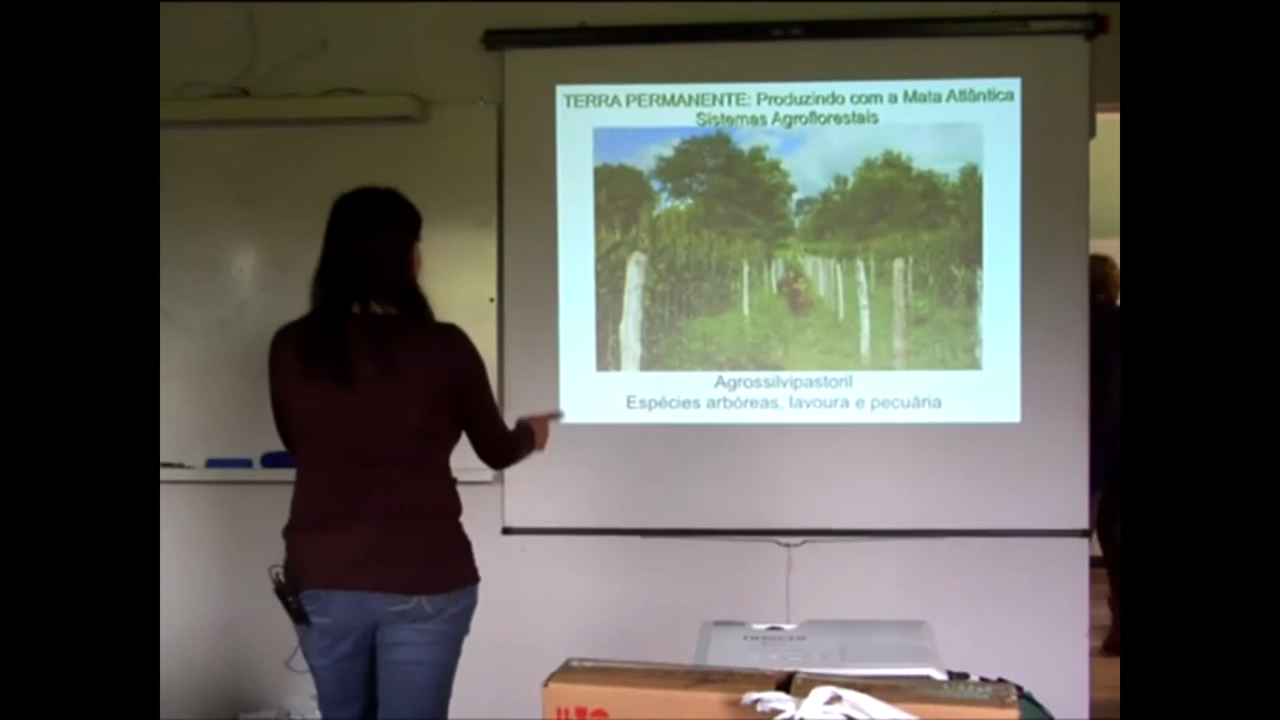 TERRA PERMANENTE: Produzindo com a Mata Atlântica
Sistemas Agroflorestais
Agrossilvipastoril
Espécies arbóreas, lavoura e pecuária